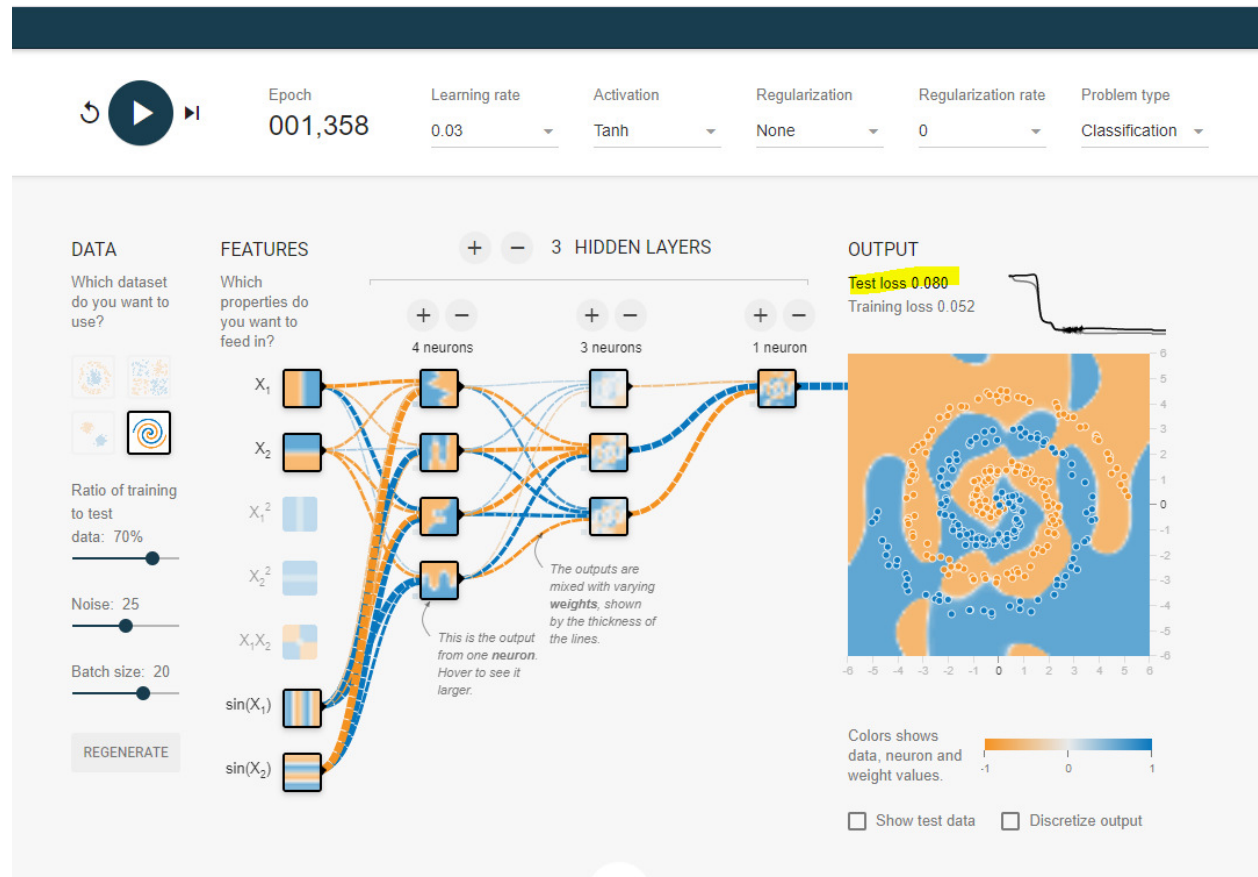 Epoch
001,358
Learning rate
0.03
Activation
Tanh
Regularization
None
Regularization rate
0
Problem type
Classification
DATA
Which dataset
do you want to
use?
Ratio of training
to test
data: 70%
Noise: 25
Batch size: 20
REGENERATE
FEATURES
Which
properties do
you want to
feed in?
X₁
X₂
X₁²
X₂²
X₁X₂
sin(X₁)
sin(X₂)
+ − 3 HIDDEN LAYERS
+ −
4 neurons
+ −
3 neurons
+ −
1 neuron
This is the output
from one neuron.
Hover to see it
larger.
The outputs are
mixed with varying
weights, shown
by the thickness of
the lines.
OUTPUT
Test loss 0.080
Training loss 0.052
6
5
4
3
2
1
0
-1
-2
-3
-4
-5
-6
-6 -5 -4 -3 -2 -1 0 1 2 3 4 5 6
Colors shows
data, neuron and
weight values.
-1 0 1
Show test data
Discretize output